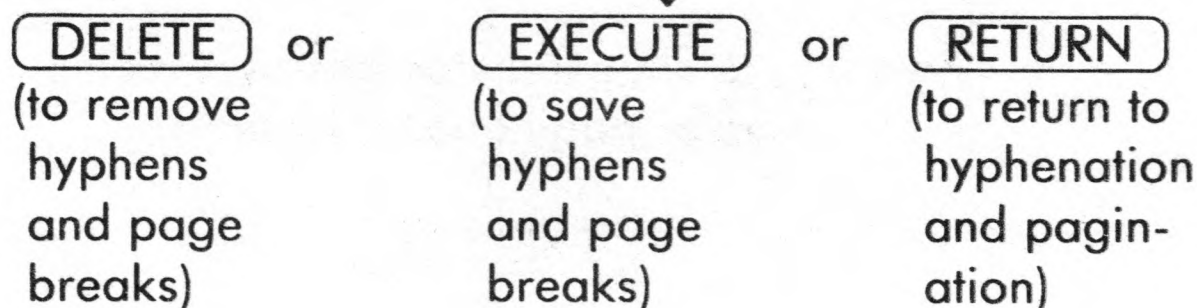 DELETE or EXECUTE or RETURN
(to remove (to save (to return to
hyphens hyphens hyphenation
and page and page and pagin-
breaks) breaks) ation)